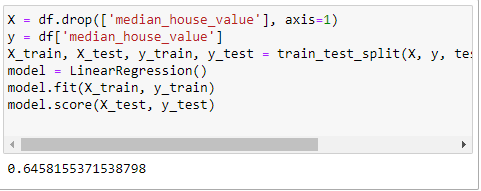 X = df.drop(['median_house_value'], axis=1)
y = df['median_house_value']
X_train, X_test, y_train, y_test = train_test_split(X, y,
model = LinearRegression()
model.fit(X_train, y_train)
model.score(X_test, y_test)
0.6458155371538798